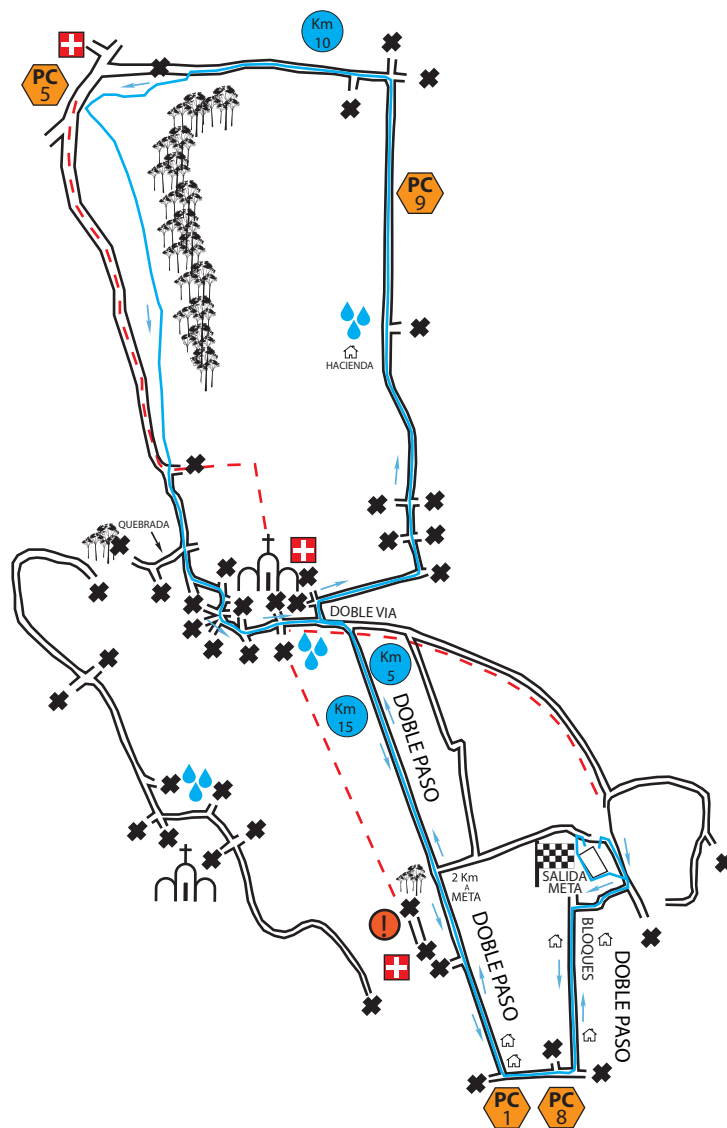 Km
10
PC
5
PC
9
HACIENDA
QUEBRADA
DOBLE VIA
Km
5
Km
15
DOBLE PASO
2 Km
A
META
SALIDA
META
BLOQUES
DOBLE PASO
DOBLE PASO
PC
1
PC
8